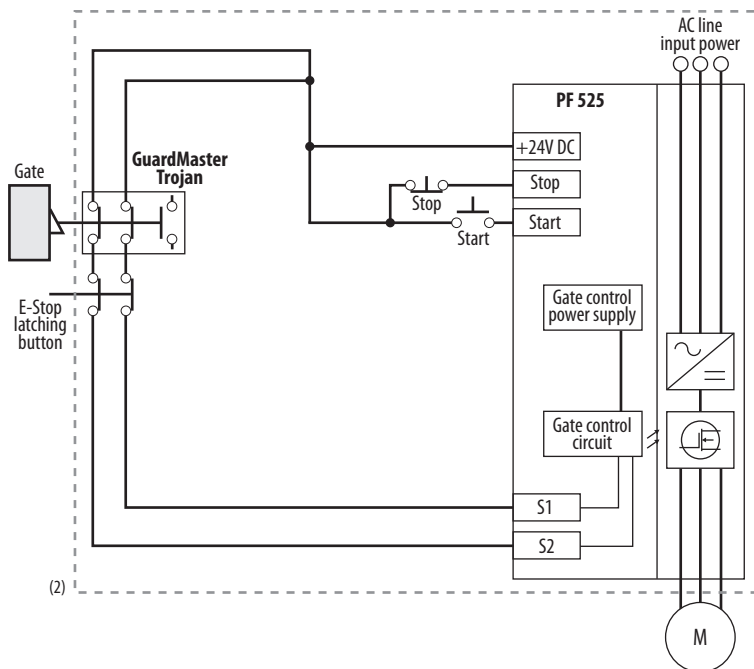 AC line
input power
PF 525
+24V DC
GuardMaster
Trojan
Gate
Stop
Stop
Start
Start
E-Stop
latching
button
Gate control
power supply
Gate control
circuit
S1
S2
(2)
M